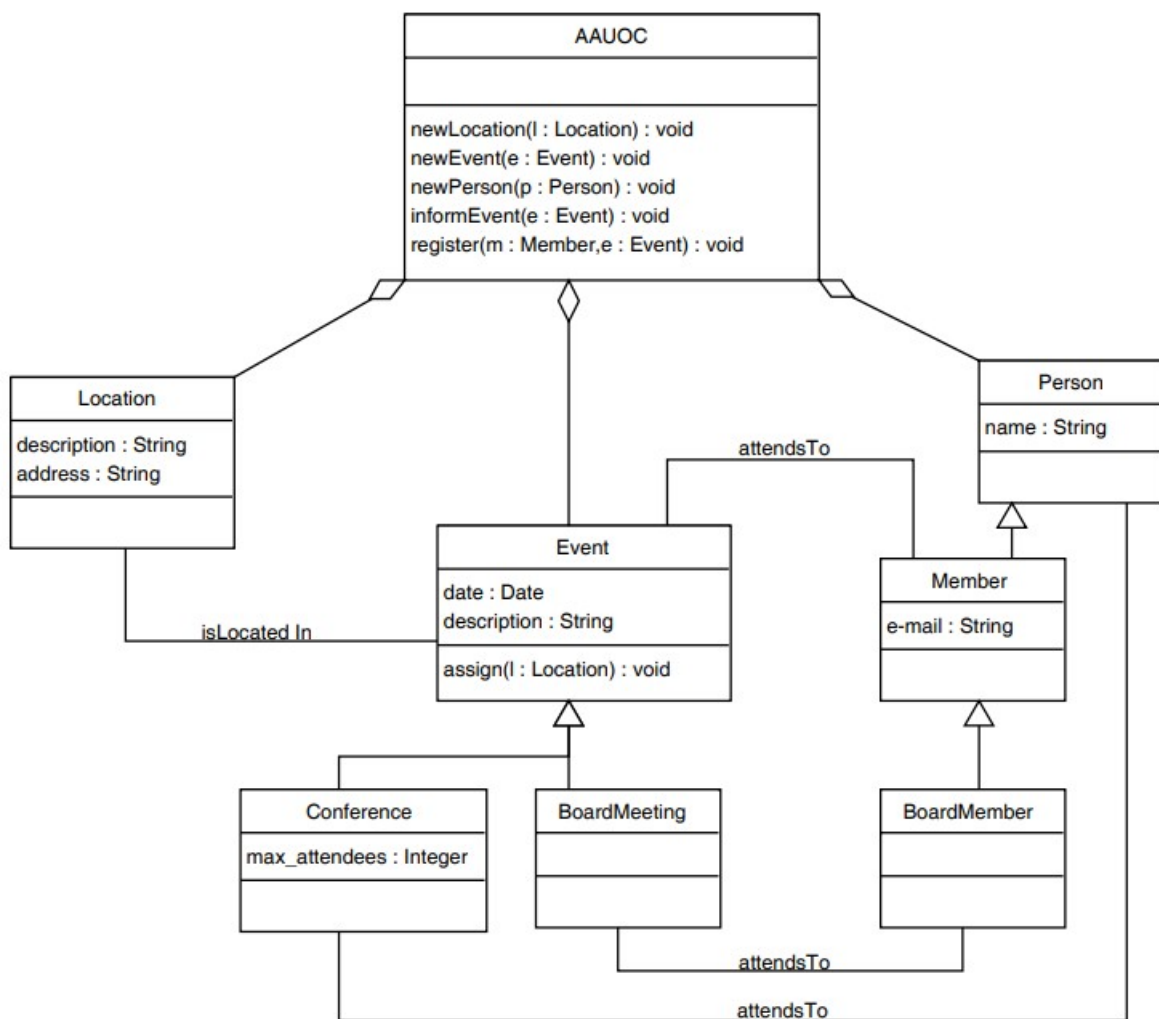 AAUOC
newLocation(l : Location) : void
newEvent(e : Event) : void
newPerson(p : Person) : void
informEvent(e : Event) : void
register(m : Member,e : Event) : void
Location
description : String
address : String
Person
name : String
attendsTo
Event
date : Date
description : String
assign(l : Location) : void
Member
e-mail : String
isLocated In
Conference
max_attendees : Integer
BoardMeeting
BoardMember
attendsTo
attendsTo